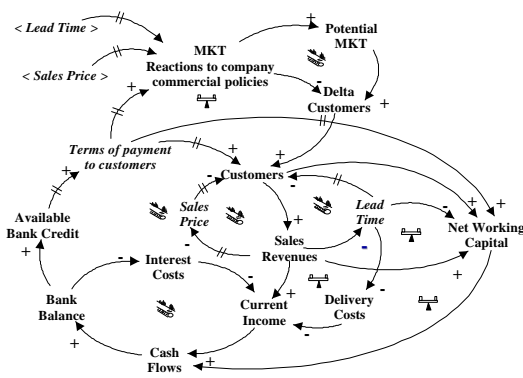 < Lead Time >
< Sales Price >
MKT
Reactions to company
commercial policies
Potential
MKT
Delta
Customers
Terms of payment
to customers
Customers
Sales
Price
Lead
Time
Available
Bank Credit
Net Working
Capital
Sales
Revenues
Interest
Costs
Bank
Balance
Current
Income
Delivery
Costs
Cash
Flows